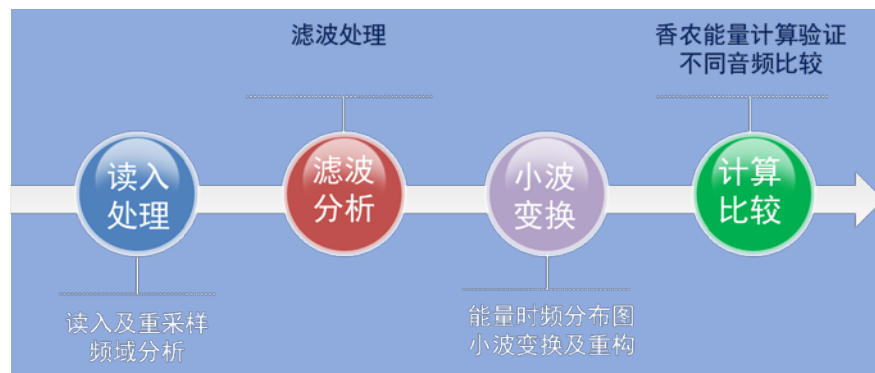 滤波处理
香农能量计算验证
不同音频比较
读入
处理
滤波
分析
小波
变换
计算
比较
读入及重采样
频域分析
能量时频分布图
小波变换及重构